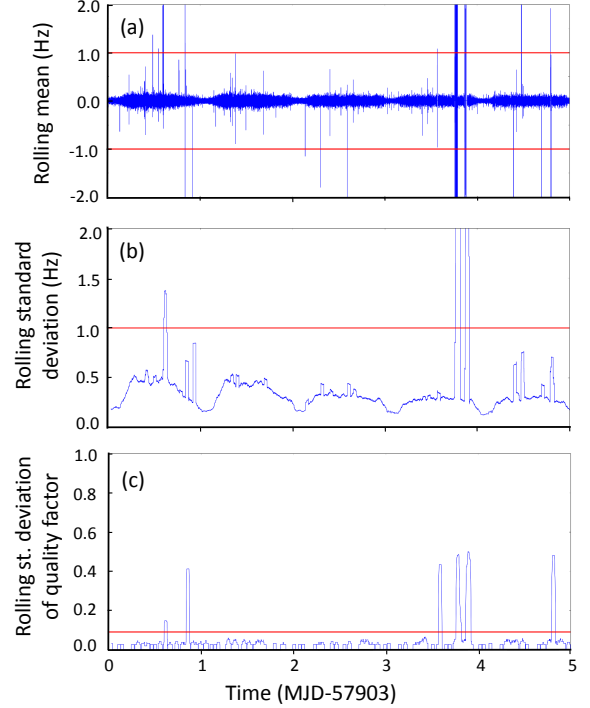 2.0
(a)
1.0
0.0
-1.0
-2.0
Rolling mean (Hz)
2.0
(b)
1.5
1.0
0.5
0.0
Rolling standard
deviation (Hz)
1.0
(c)
0.8
0.6
0.4
0.2
0.0
Rolling st. deviation
of quality factor
0 1 2 3 4 5
Time (MJD-57903)